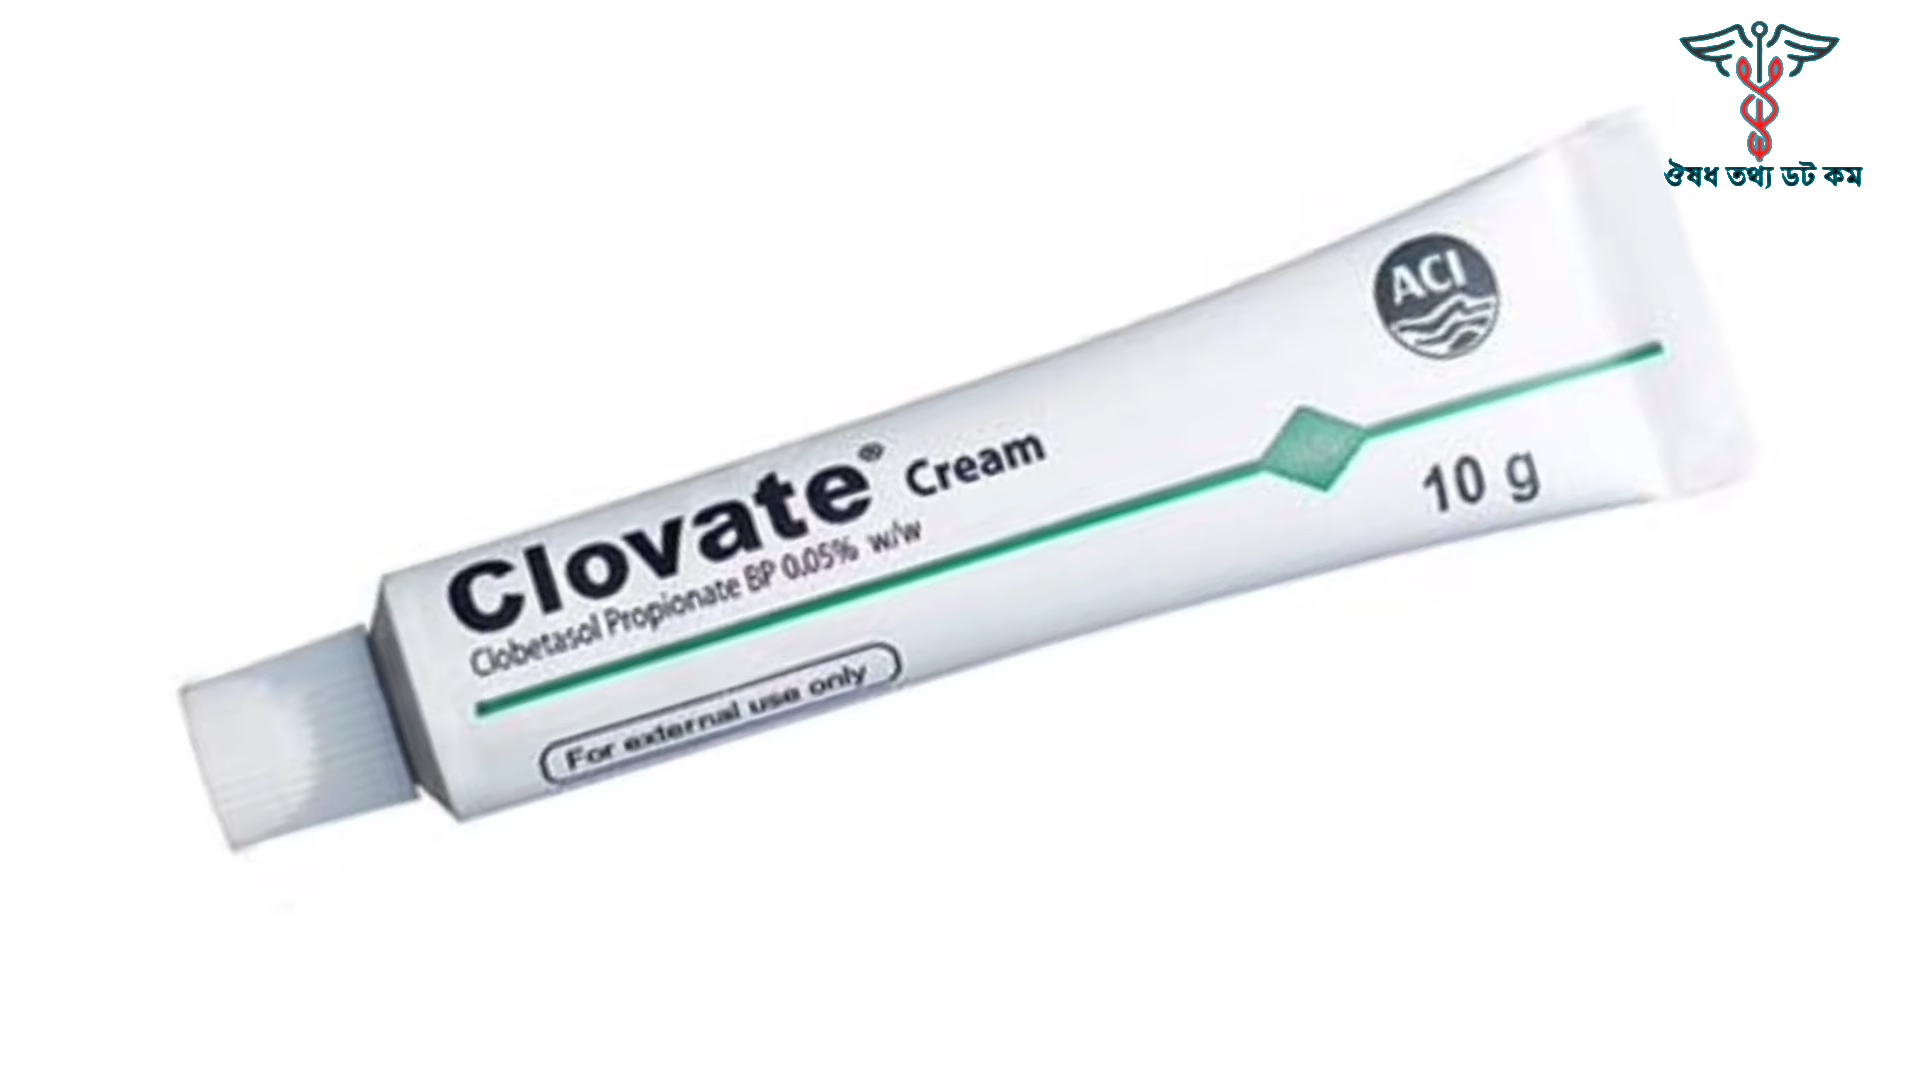 ঔষধ তথ্য ডট কম
ACI
Clovate® Cream
Clobetasol Propionate BP 0.05% w/w
10 g
For external use only